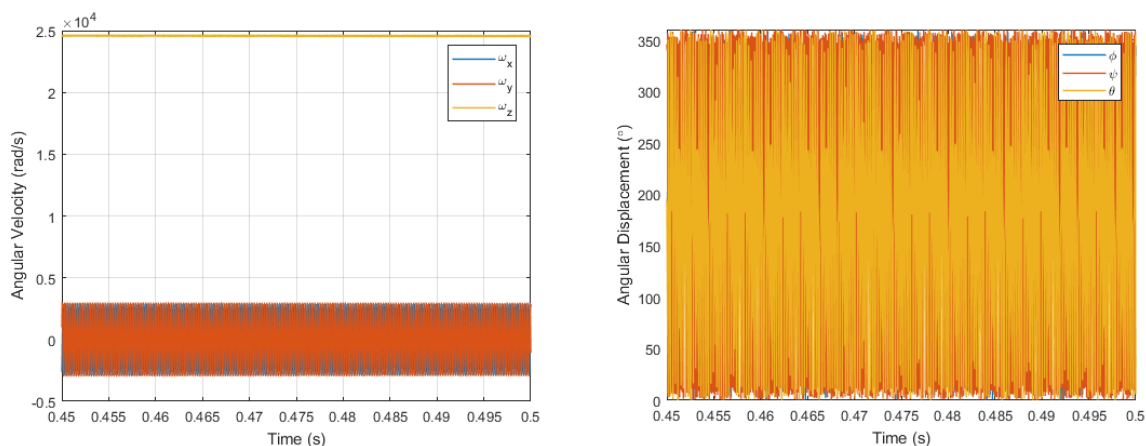 ×10⁴
2.5
2
1.5
1
0.5
0
-0.5
Angular Velocity (rad/s)
ω_x
ω_y
ω_z
0.45 0.455 0.46 0.465 0.47 0.475 0.48 0.485 0.49 0.495 0.5
Time (s)
350
300
250
200
150
100
50
0
Angular Displacement (°)
ϕ
ψ
θ
0.45 0.455 0.46 0.465 0.47 0.475 0.48 0.485 0.49 0.495 0.5
Time (s)